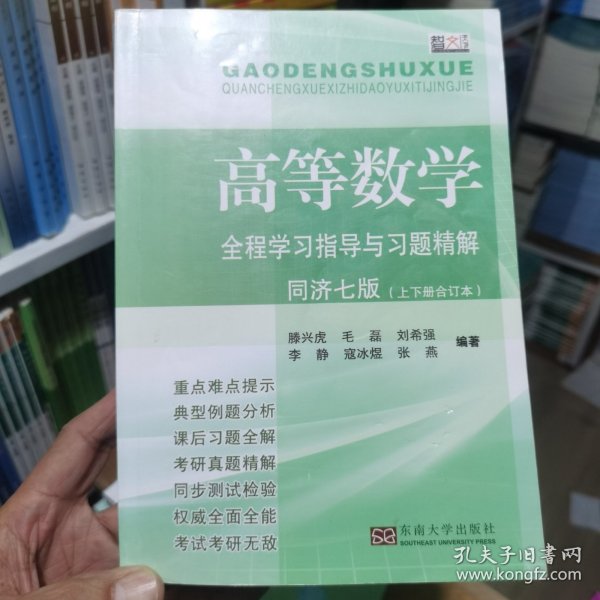 智文
GAODENGSHUXUE
QUANCHENGXUEXIZHIDAOYUXITIJINGJIE
高等数学
全程学习指导与习题精解
同济七版（上下册合订本）
滕兴虎 毛 磊 刘希强
李 静 寇冰煜 张 燕 编著
重点难点提示
典型例题分析
课后习题全解
考研真题精解
同步测试检验
权威全面全能
考试考研无敌
东南大学出版社
SOUTHEAST UNIVERSITY PRESS
孔夫子旧书网
www.kongfz.com